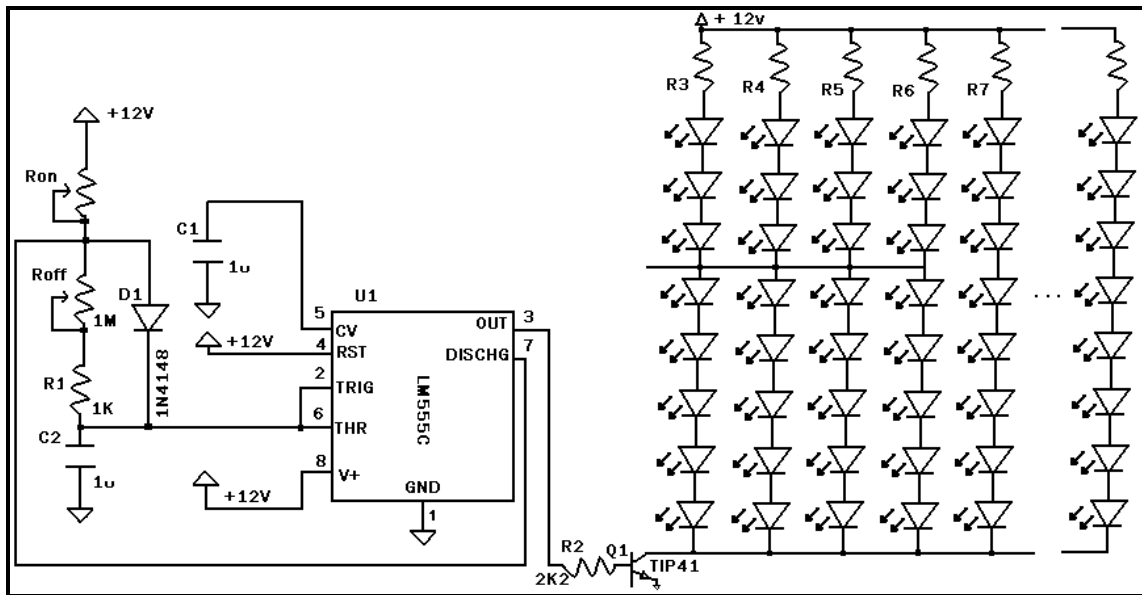 + 12v
R3
R4
R5
R6
R7
+12V
Ron
Roff
1M
D1
1N4148
R1
1K
C2
1u
C1
1u
U1
5
CV
+12V
4
RST
2
TRIG
6
THR
8
V+
+12V
LM555C
OUT
3
DISCHG
7
GND
1
R2
2K2
Q1
TIP41
...